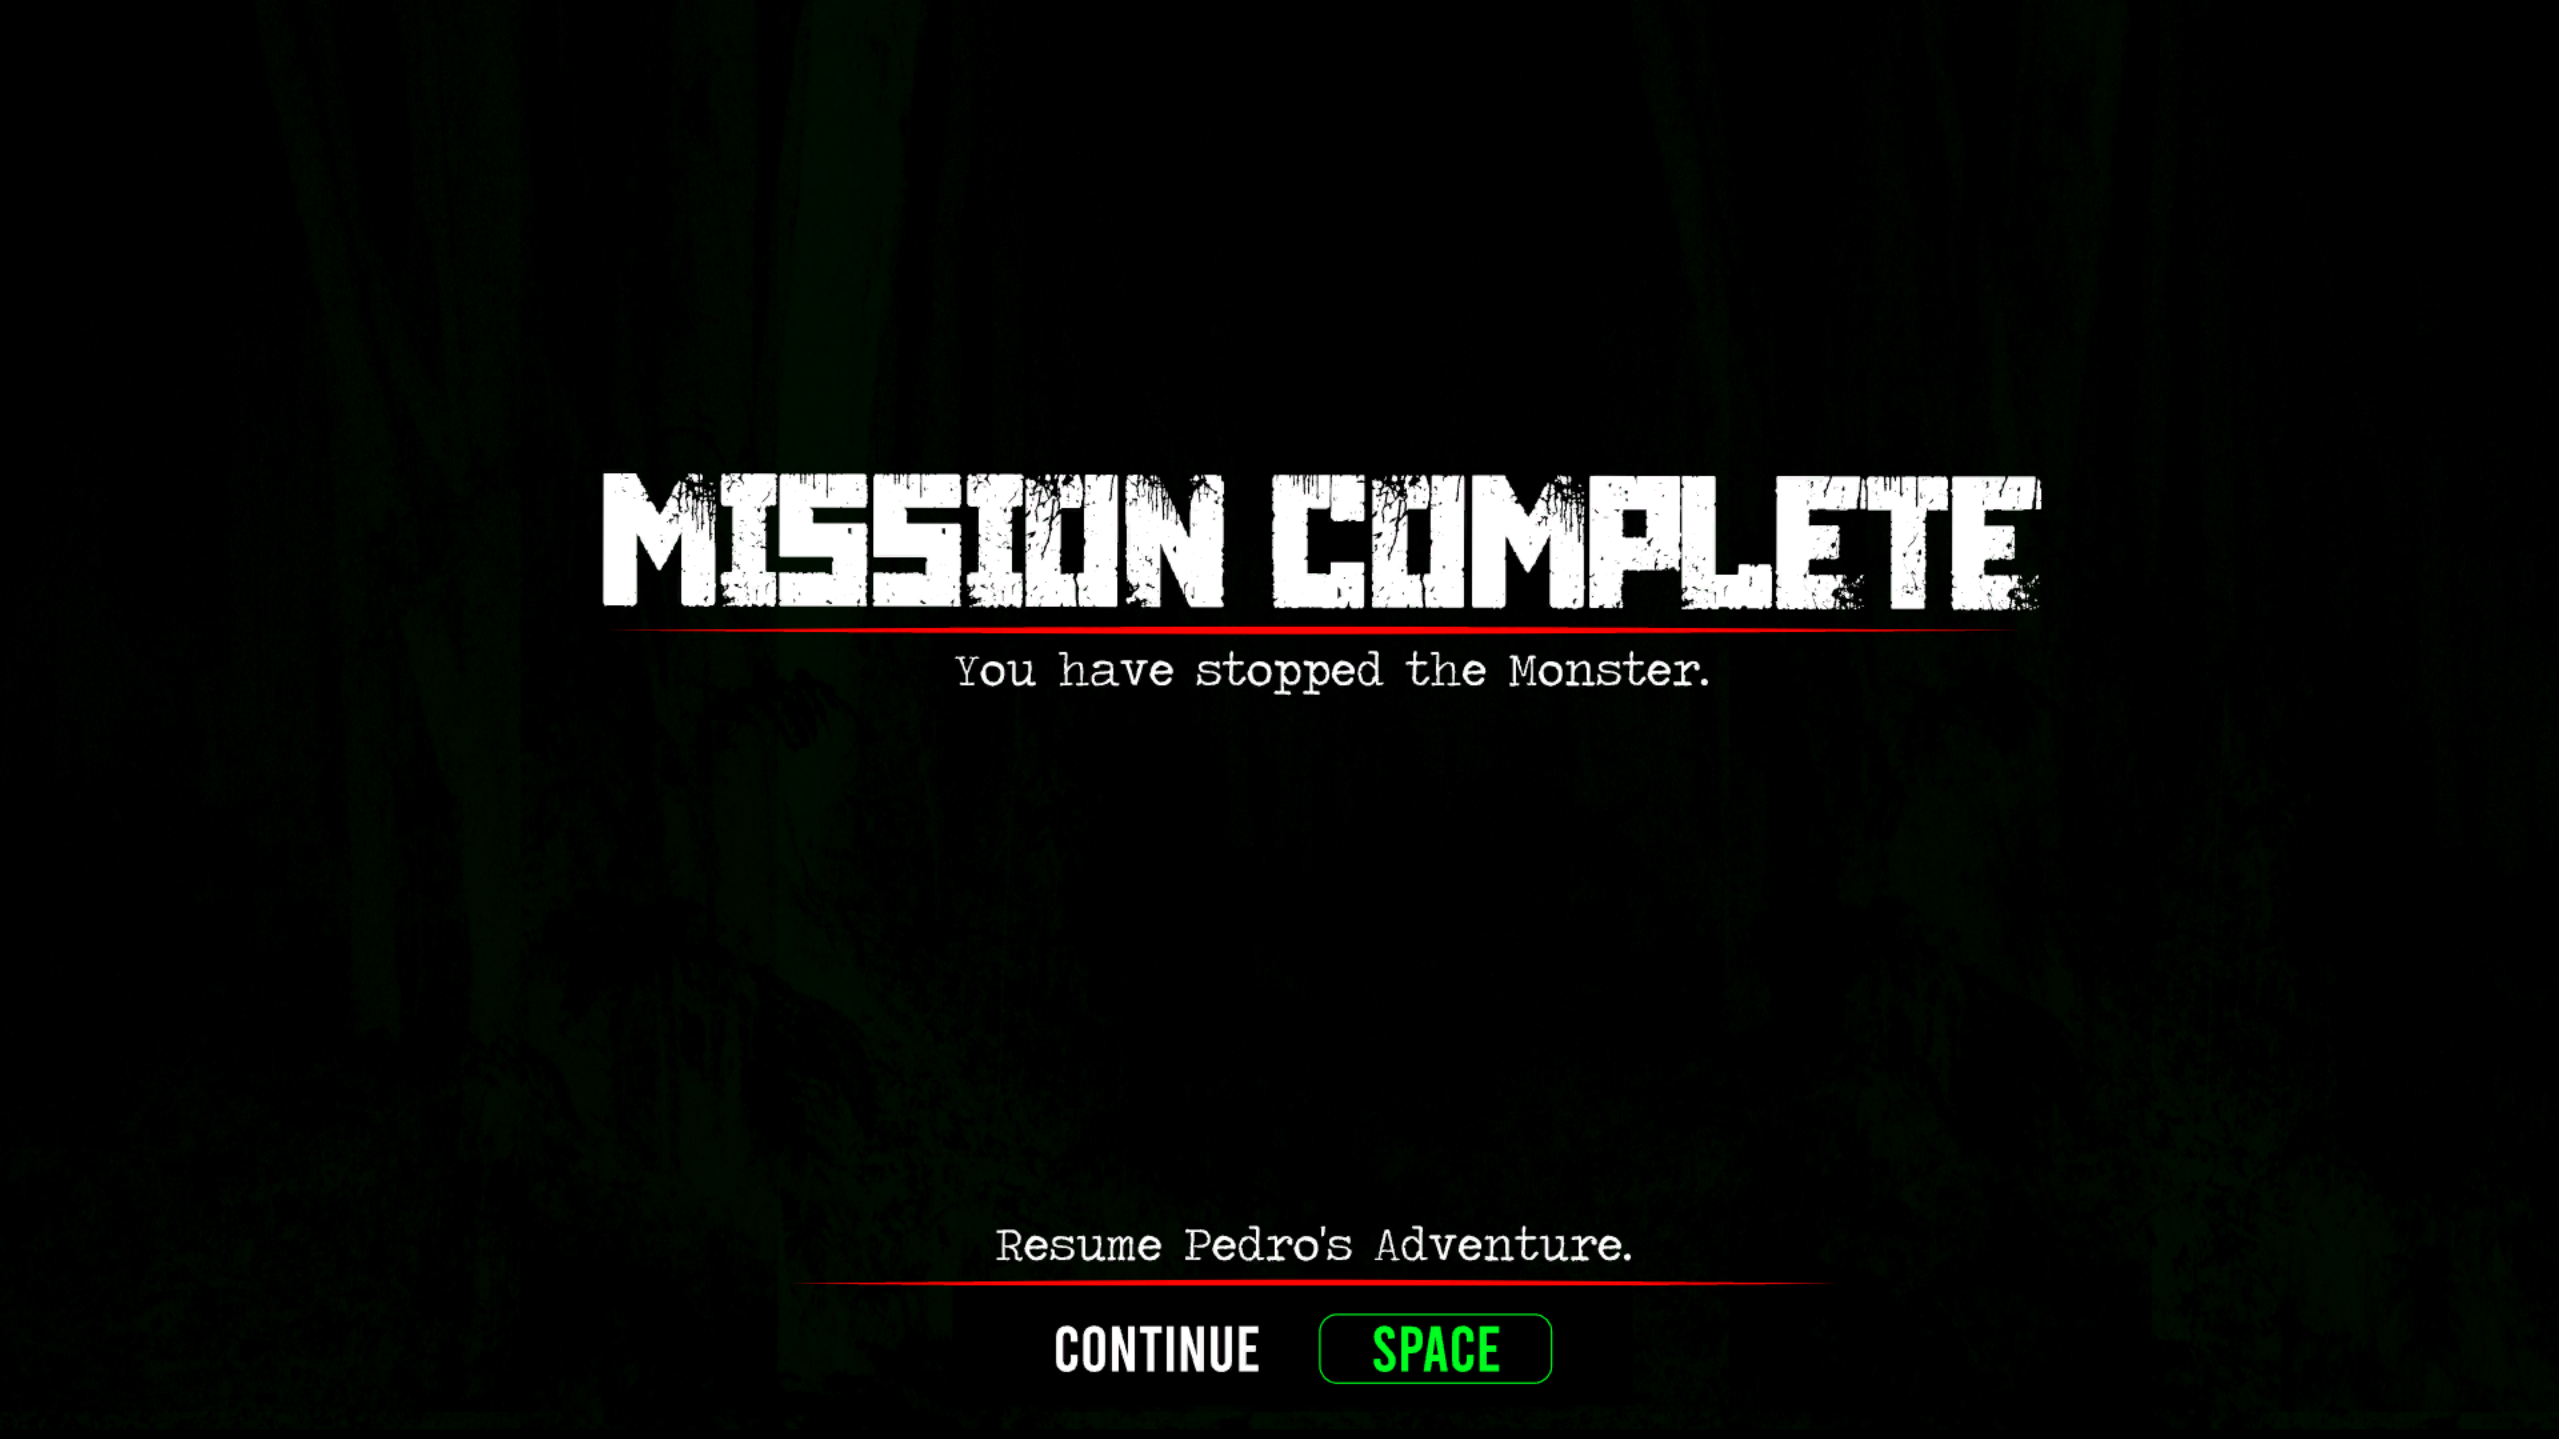 MISSION COMPLETE
You have stopped the Monster.
Resume Pedro's Adventure.
CONTINUE SPACE